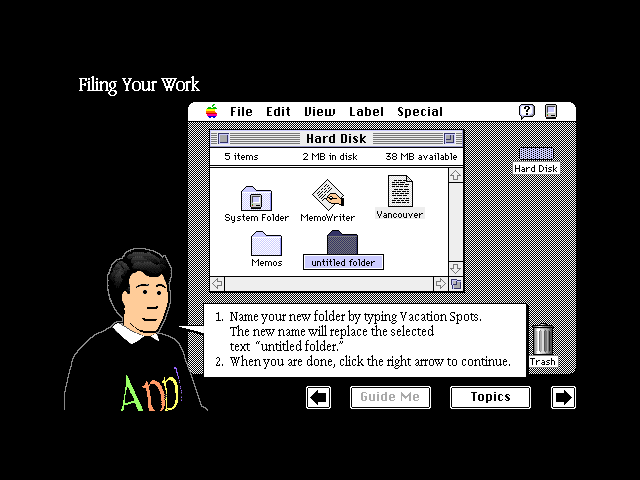 Filing Your Work
File Edit View Label Special
Hard Disk
5 items 2 MB in disk 38 MB available
Hard Disk
System Folder MemoWriter Vancouver
Memos untitled folder
1. Name your new folder by typing Vacation Spots.
The new name will replace the selected
text “untitled folder.”
2. When you are done, click the right arrow to continue.
Trash
App
Guide Me Topics